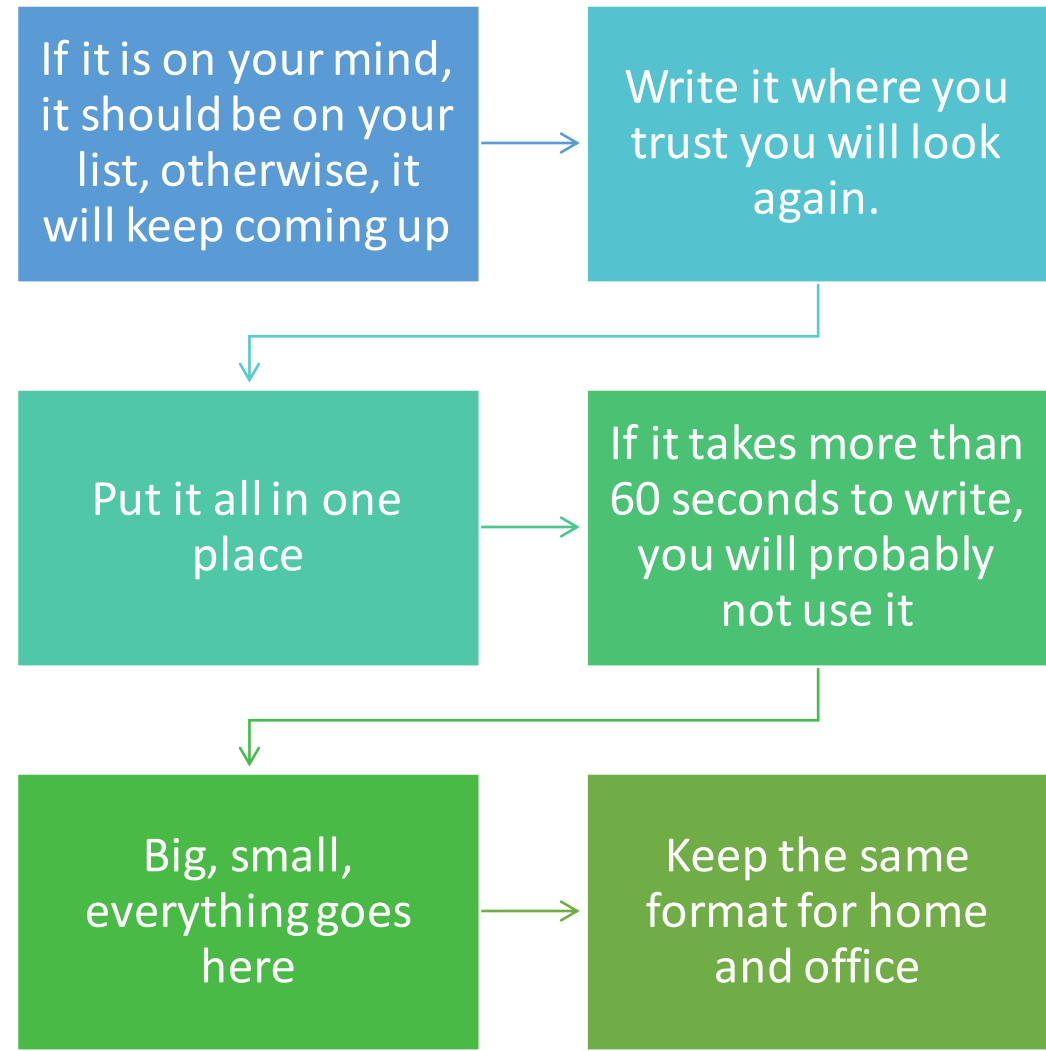 If it is on your mind,
it should be on your
list, otherwise, it
will keep coming up
Write it where you
trust you will look
again.
Put it all in one
place
If it takes more than
60 seconds to write,
you will probably
not use it
Big, small,
everything goes
here
Keep the same
format for home
and office